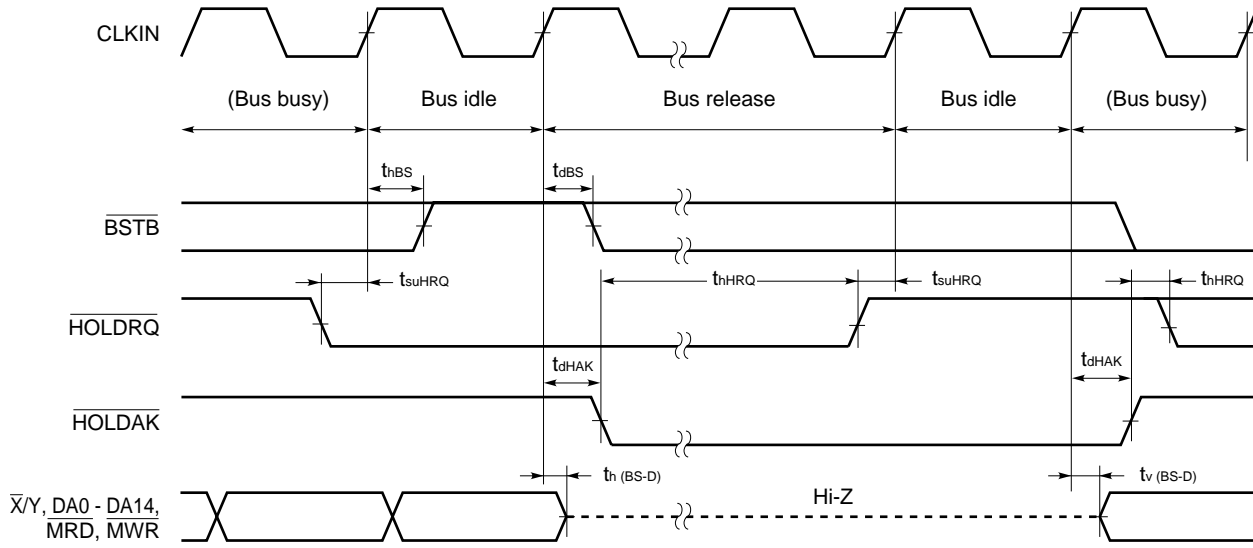 CLKIN
(Bus busy) Bus idle Bus release Bus idle (Bus busy)
thBS tdBS
BSTB
tsuHRQ thHRQ tsuHRQ thHRQ
HOLDRQ
tdHAK tdHAK
HOLDAK
th (BS-D) tv (BS-D)
X/Y, DA0 - DA14, Hi-Z
MRD, MWR